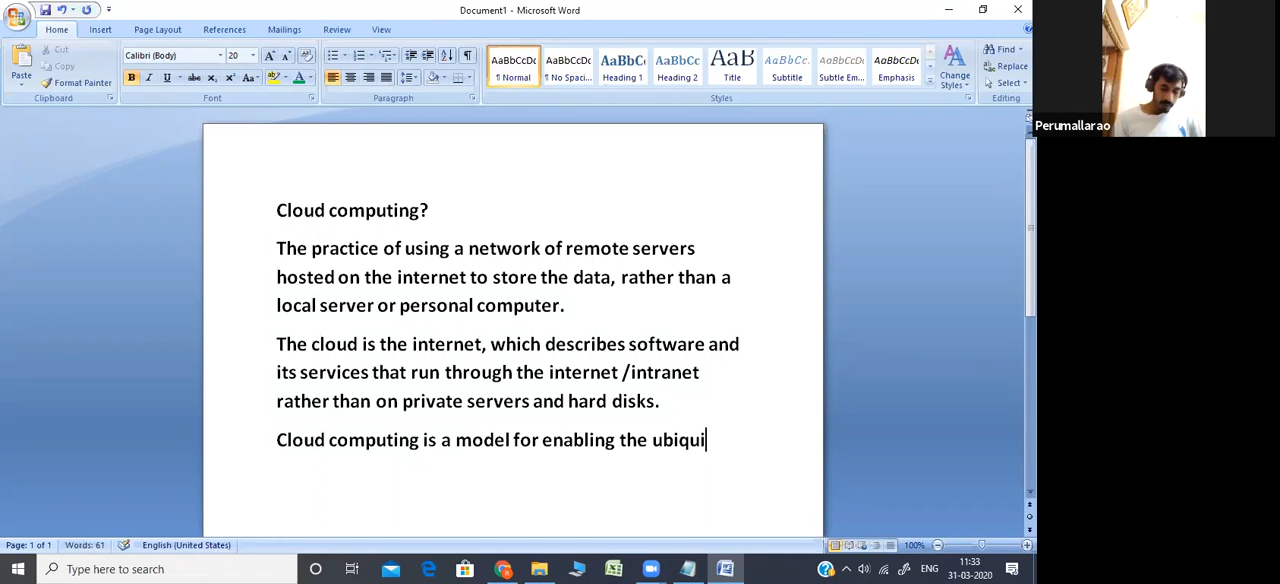 Document1 - Microsoft Word
Home Insert Page Layout References Mailings Review View
Cut
Copy
Format Painter
Paste
Clipboard
Calibri (Body) 20
Font
Paragraph
AaBbCcDc AaBbCcDc AaBbC AaBbCc AaB AaBbCc. AaBbCcDc AaBbCcDc
¶ Normal ¶ No Spaci... Heading 1 Heading 2 Title Subtitle Subtle Em... Emphasis
Change
Styles
Styles
Find
Replace
Select
Editing
Perumallarao
Cloud computing?
The practice of using a network of remote servers
hosted on the internet to store the data, rather than a
local server or personal computer.
The cloud is the internet, which describes software and
its services that run through the internet /intranet
rather than on private servers and hard disks.
Cloud computing is a model for enabling the ubiqui
Page: 1 of 1 Words: 61 English (United States) 100%
Type here to search
ENG
11:33
31-03-2020